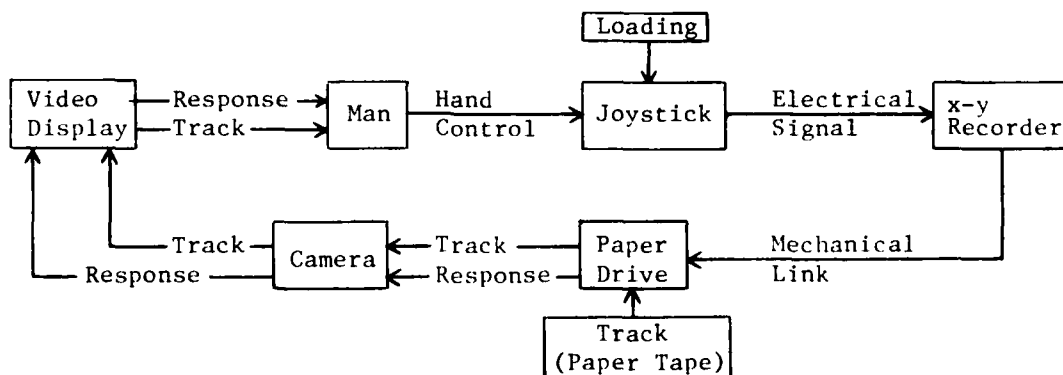 Loading
Video
Display
Response
Track
Man
Hand
Control
Joystick
Electrical
Signal
x-y
Recorder
Track
Response
Camera
Track
Response
Paper
Drive
Mechanical
Link
Track
(Paper Tape)